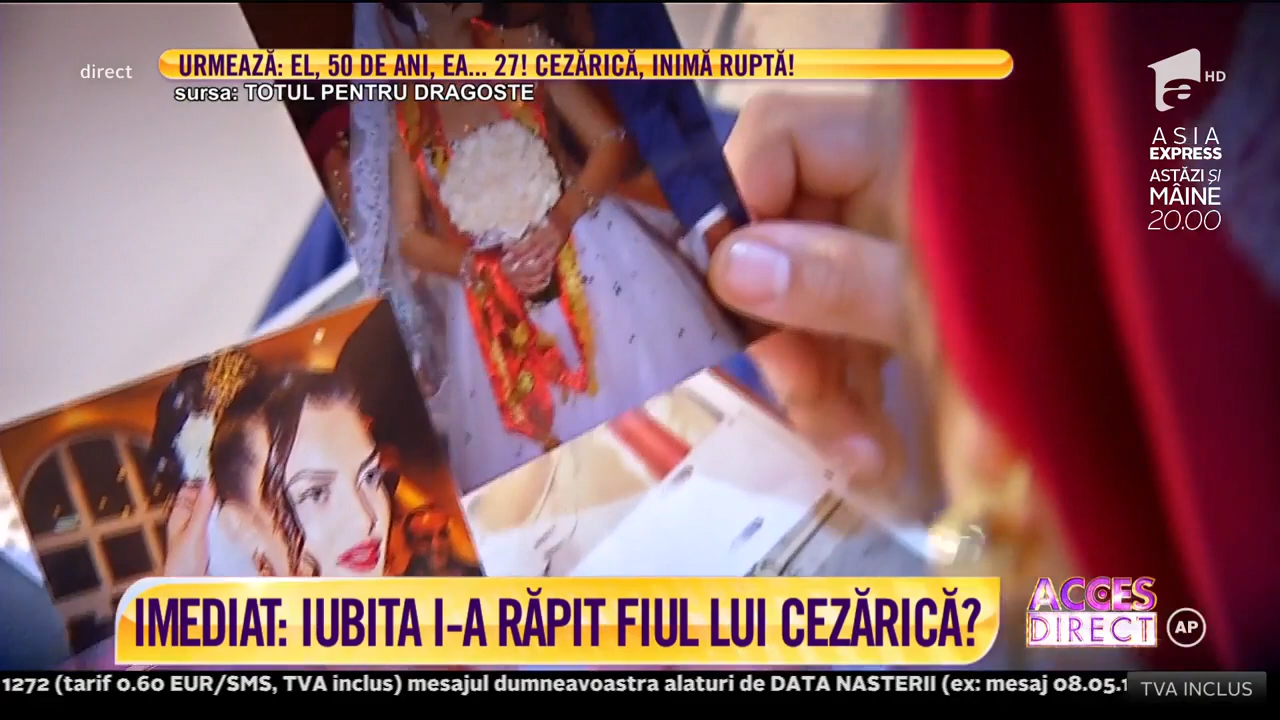 direct
URMEAZĂ: EL, 50 DE ANI, EA... 27! CEZĂRICĂ, INIMĂ RUPTĂ!
sursa: TOTUL PENTRU DRAGOSTE
a HD
ASIA
EXPRESS
ASTĂZI ȘI
MÂINE
20.00
IMEDIAT: IUBITA I-A RĂPIT FIUL LUI CEZĂRICĂ?
ACCES
DIRECT
AP
1272 (tarif 0.60 EUR/SMS, TVA inclus) mesajul dumneavoastra alaturi de DATA NASTERII (ex: mesaj 08.05.1
TVA INCLUS